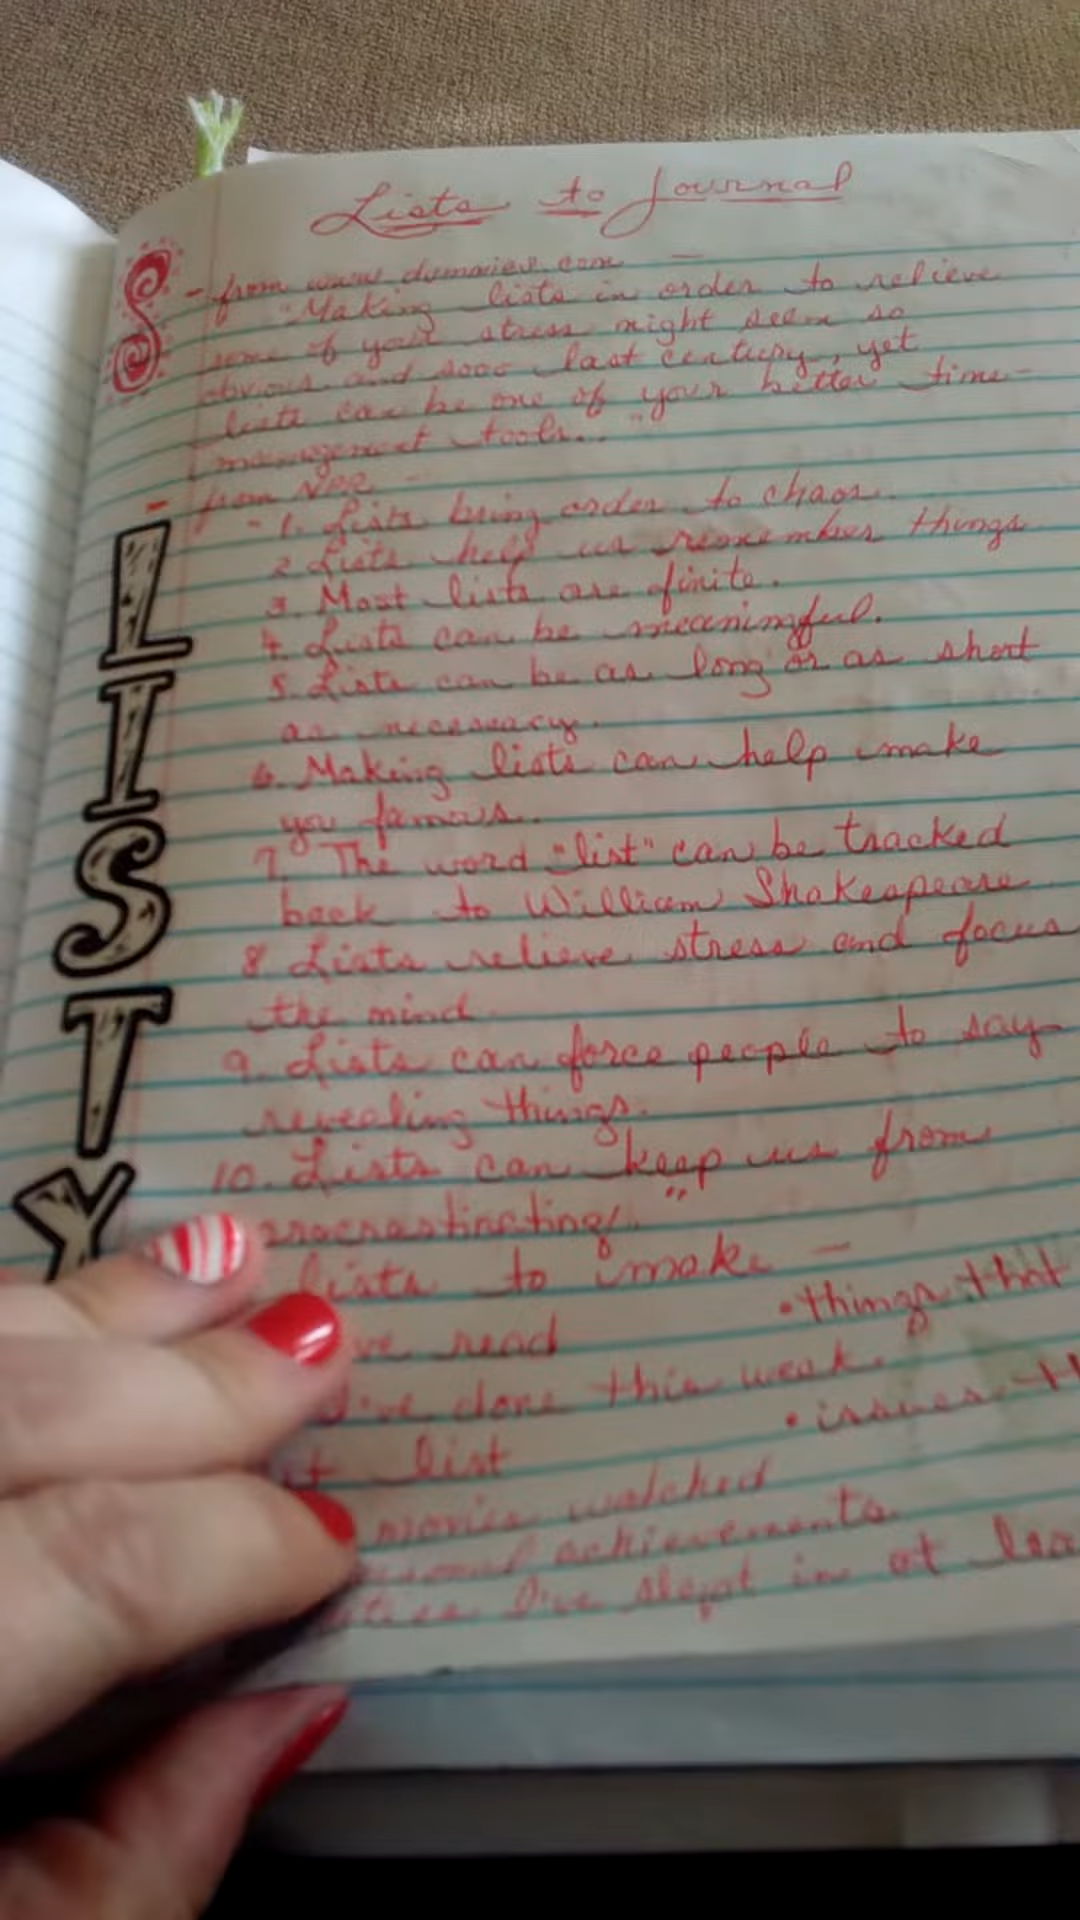 Lists to Journal
S
- from www.dummies.com -
"Making lists in order to relieve
some of your stress might seem so
obvious and sooo last century, yet
lists can be one of your better time-
management tools..."
- from NPR -
"1. Lists bring order to chaos.
2. Lists help us remember things
3. Most lists are finite.
4. Lists can be meaningful.
5. Lists can be as long or as short
as necessary.
6. Making lists can help make
you famous.
7. The word "list" can be tracked
back to William Shakespeare
8. Lists relieve stress and focus
the mind.
9. Lists can force people to say
revealing things.
10. Lists can keep us from
procrastinating."
LISTY
lists to make -
read • things that
I've done this week
list • issues
movies watched
achievements
I've slept in at